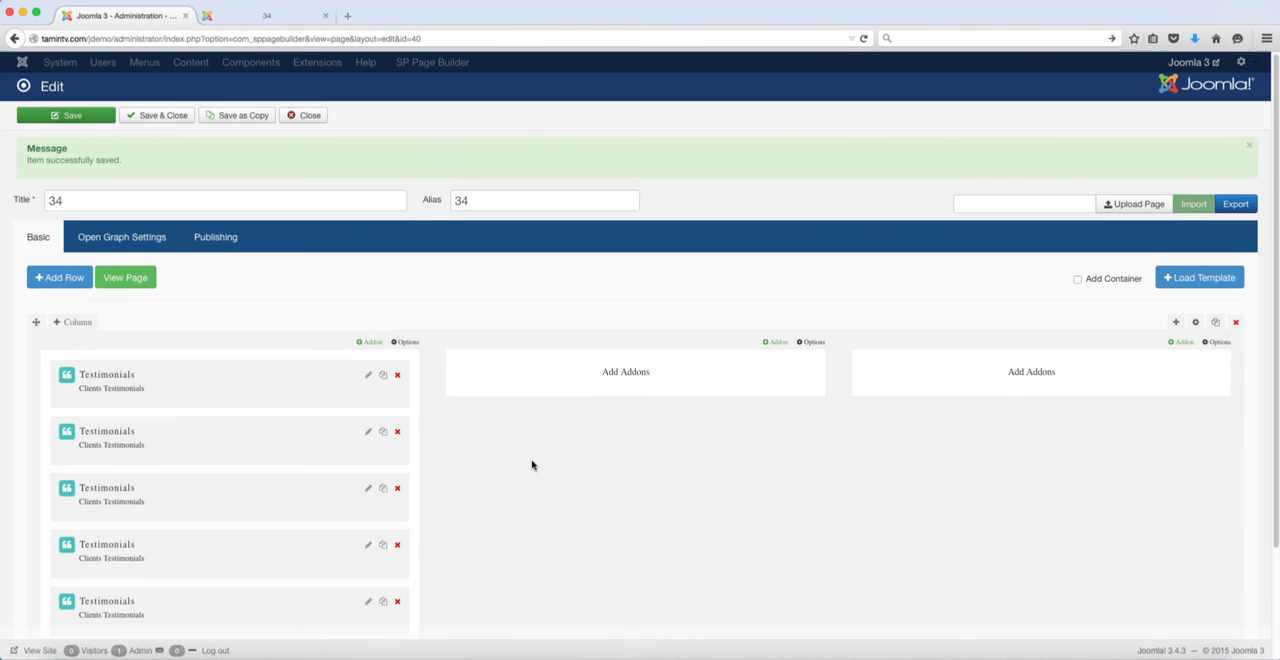 Joomla 3 - Administration - ...
34
tamintv.com/jdemo/administrator/index.php?option=com_sppagebuilder&view=page&layout=edit&id=40
System Users Menus Content Components Extensions Help SP Page Builder Joomla 3
Edit Joomla!
Save Save & Close Save as Copy Close
Message
Item successfully saved.
Title * 34 Alias 34 Upload Page Import Export
Basic Open Graph Settings Publishing
Add Row View Page Add Container Load Template
Column
Addon Options Addon Options Addon Options
Testimonials
Clients Testimonials
Add Addons Add Addons
Testimonials
Clients Testimonials
Testimonials
Clients Testimonials
Testimonials
Clients Testimonials
Testimonials
Clients Testimonials
View Site 0 Visitors 1 Admin 0 Log out Joomla! 3.4.3 — © 2015 Joomla 3